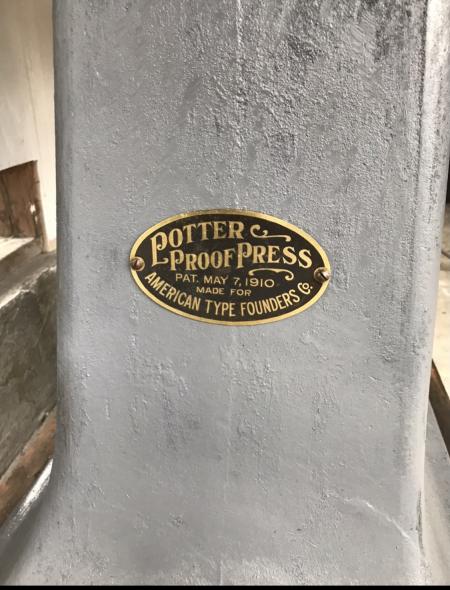 POTTER
PROOF PRESS
PAT. MAY 7, 1910
MADE FOR
AMERICAN TYPE FOUNDERS CO.